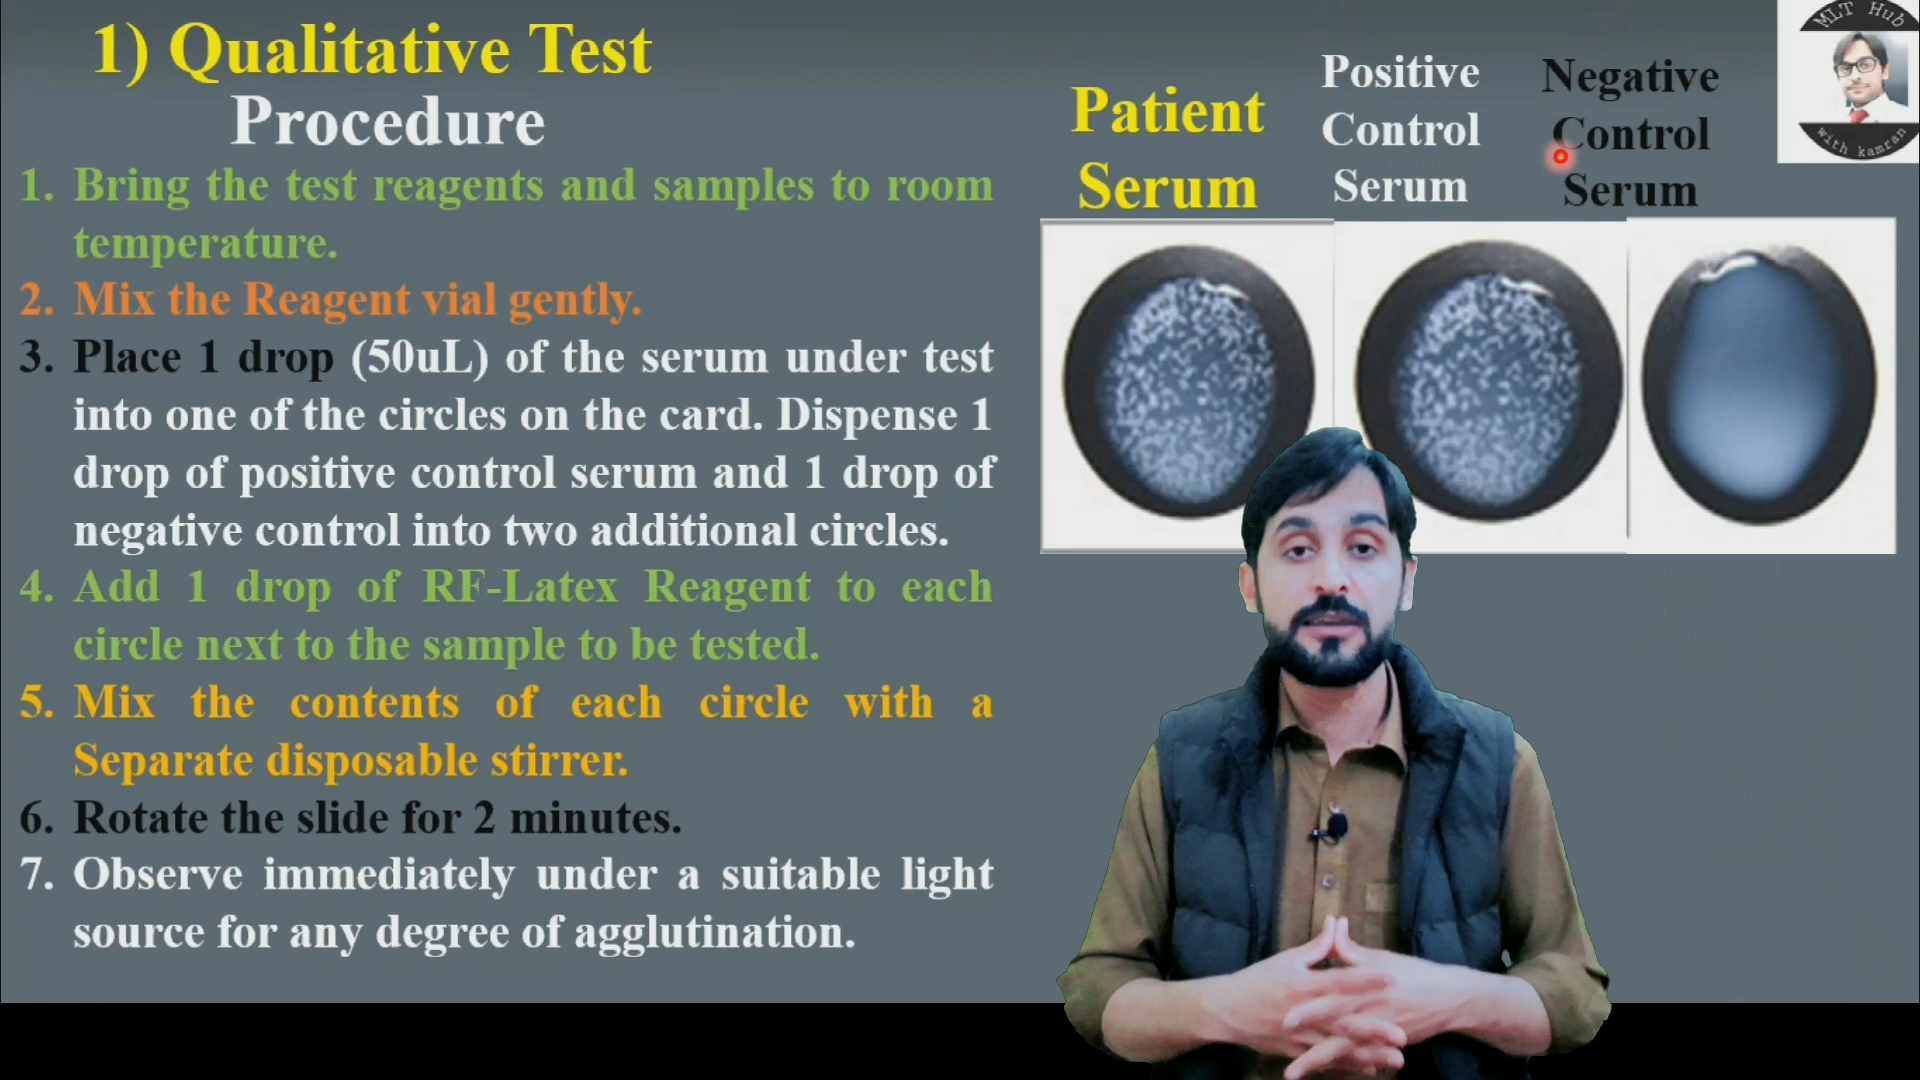 1) Qualitative Test
Procedure
1. Bring the test reagents and samples to room
temperature.
2. Mix the Reagent vial gently.
3. Place 1 drop (50uL) of the serum under test
into one of the circles on the card. Dispense 1
drop of positive control serum and 1 drop of
negative control into two additional circles.
4. Add 1 drop of RF-Latex Reagent to each
circle next to the sample to be tested.
5. Mix the contents of each circle with a
Separate disposable stirrer.
6. Rotate the slide for 2 minutes.
7. Observe immediately under a suitable light
source for any degree of agglutination.
Patient
Serum
Positive
Control
Serum
Negative
Control
Serum
MLT Hub
with kamran